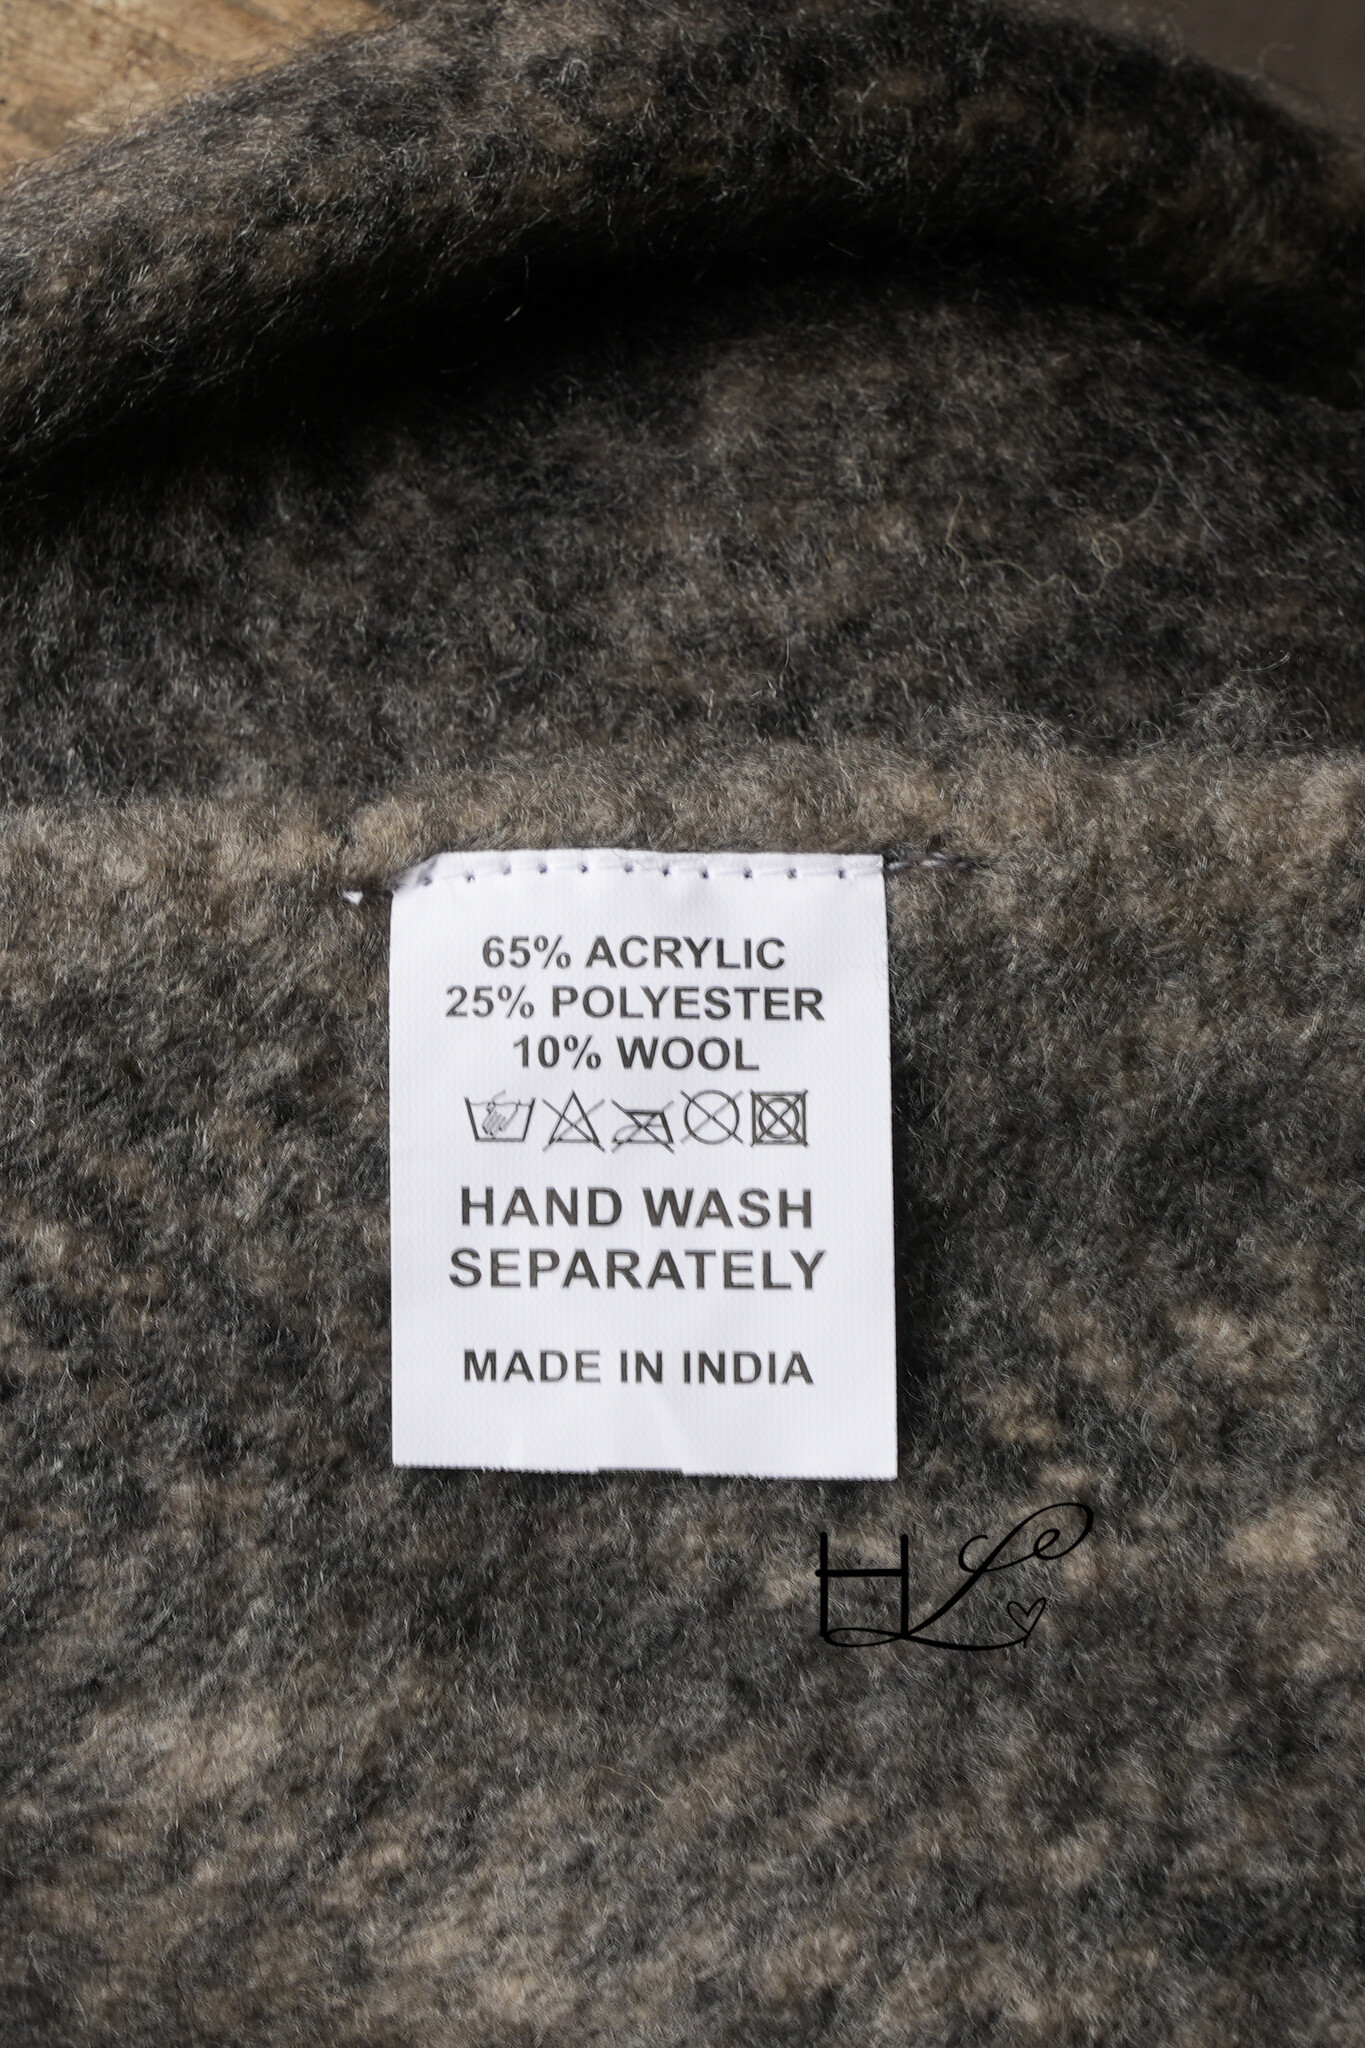 65% ACRYLIC
25% POLYESTER
10% WOOL
HAND WASH
SEPARATELY
MADE IN INDIA